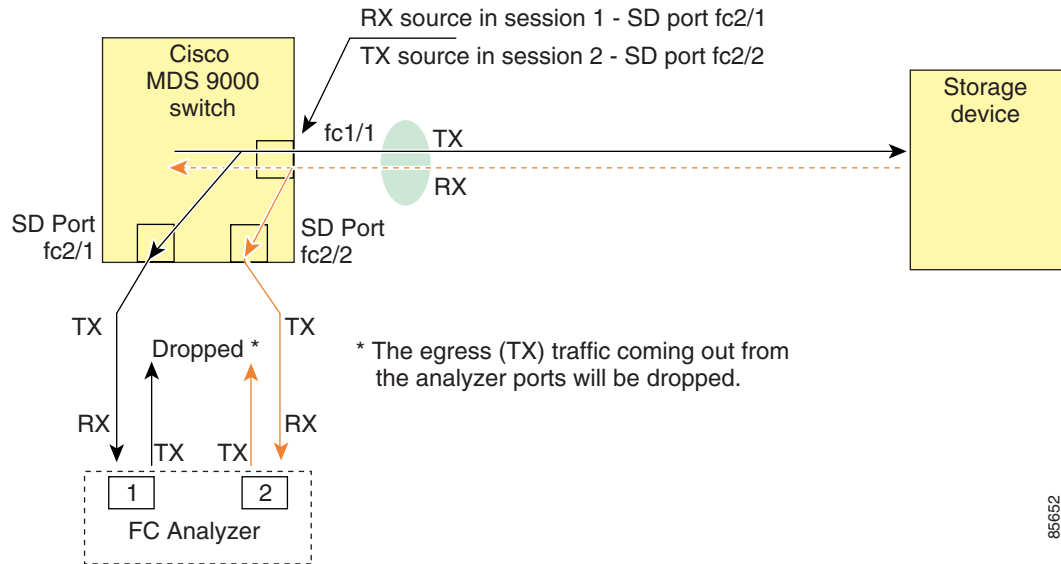 RX source in session 1 - SD port fc2/1
TX source in session 2 - SD port fc2/2
Cisco
MDS 9000
switch
Storage
device
fc1/1
TX
RX
SD Port
fc2/1
SD Port
fc2/2
TX
TX
Dropped *
* The egress (TX) traffic coming out from
the analyzer ports will be dropped.
RX
TX
TX
RX
1
2
FC Analyzer
85652